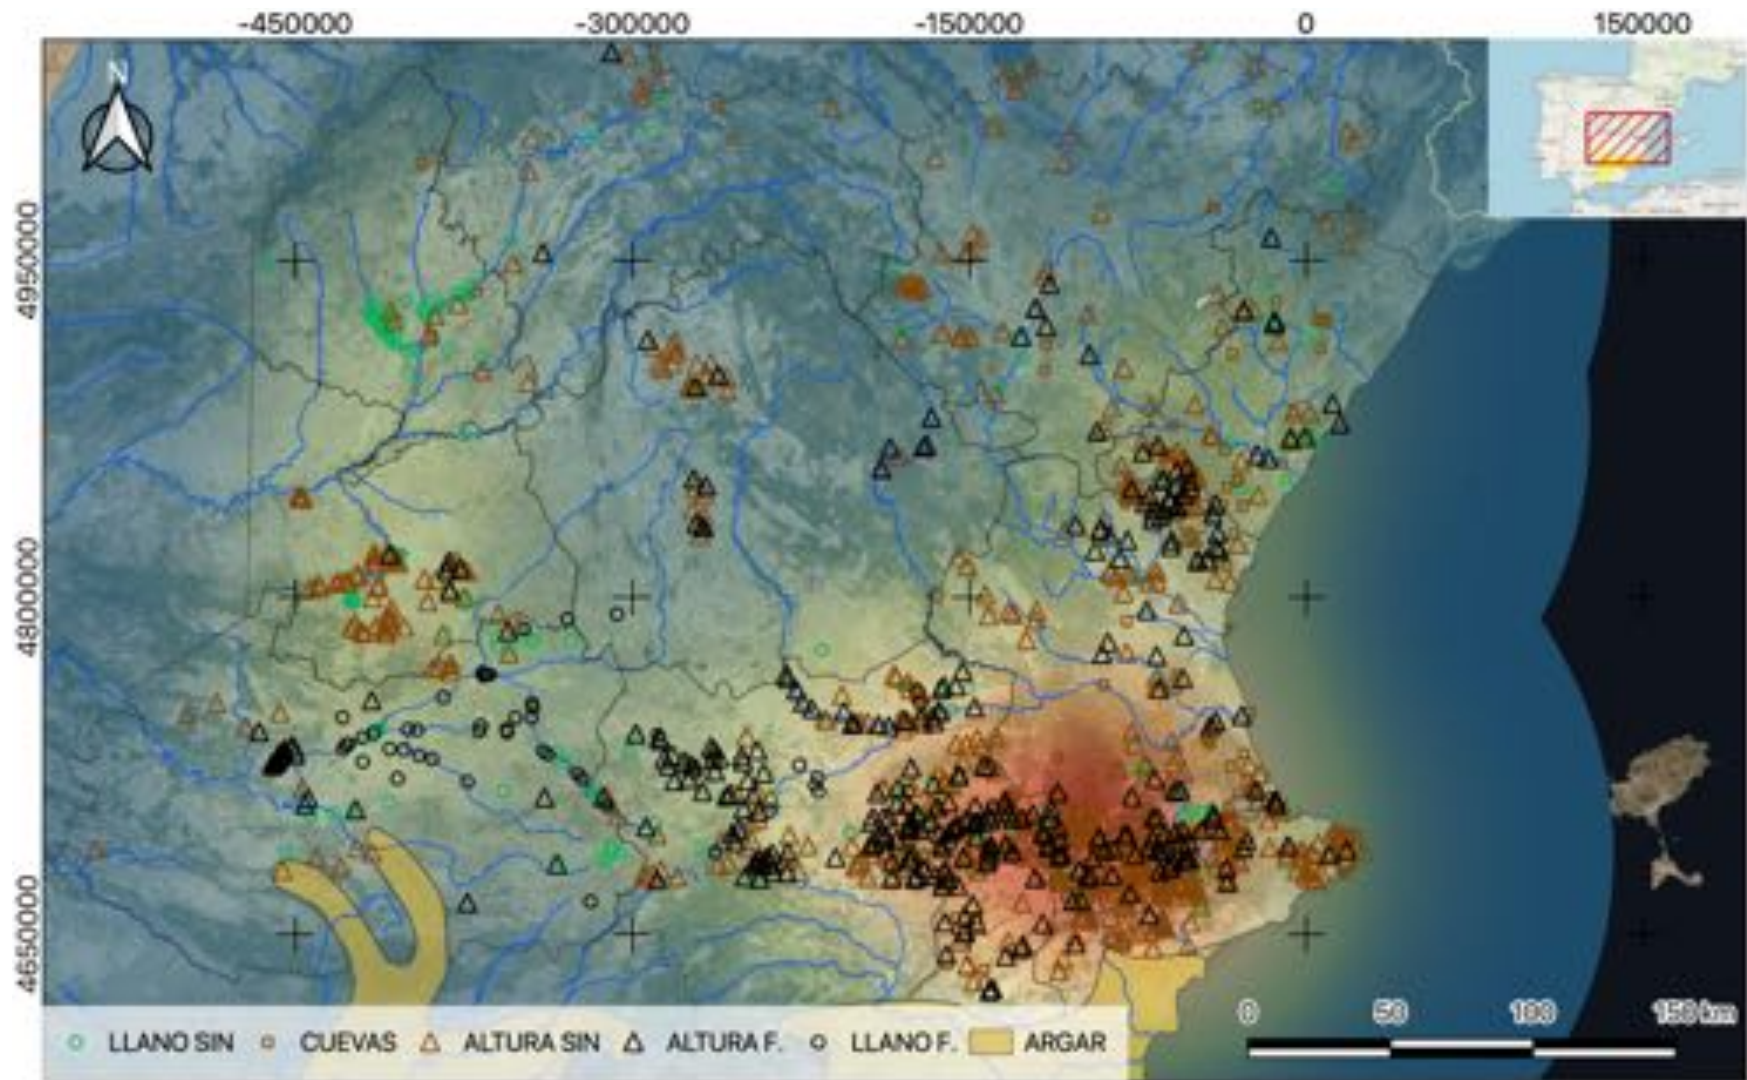 -450000 -300000 -150000 0 150000
N
4950000
4800000
4650000
0 50 100 150 km
LLANO SIN CUEVAS ALTURA SIN ALTURA F. LLANO F. ARGAR